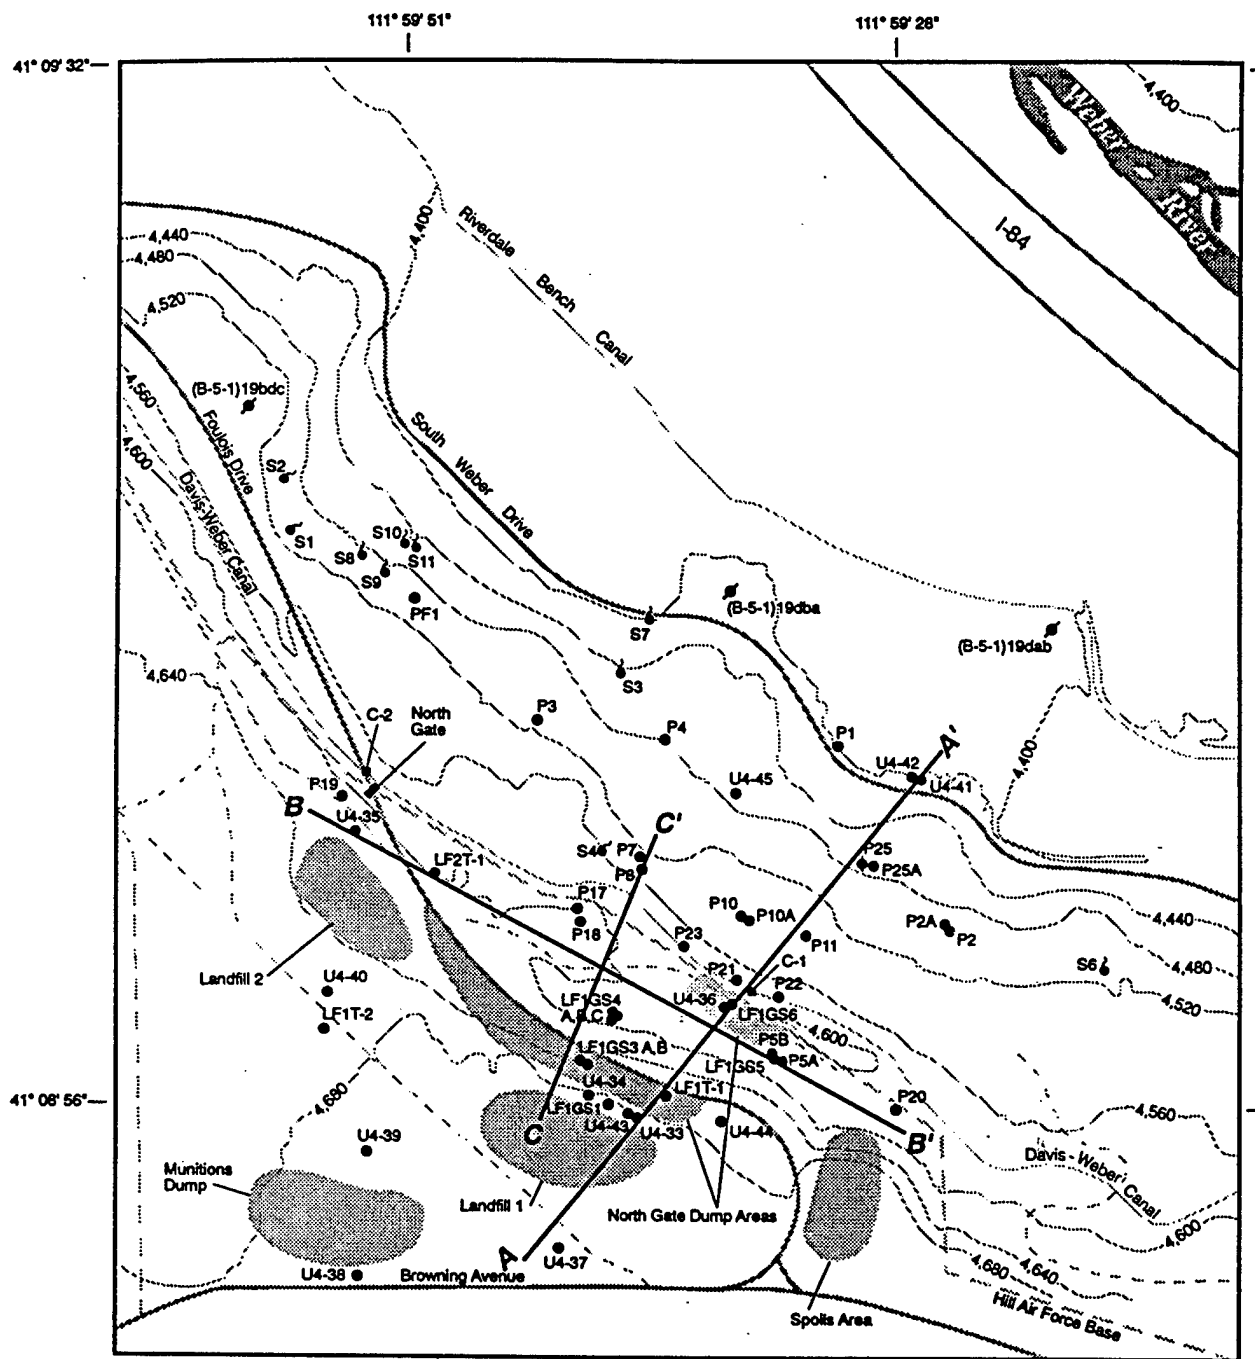 111° 59' 51"
111° 59' 28"
41° 09' 32"
4,400
Weber
River
I-84
4,400
Riverdale
Bench
Canal
4,440
4,480
4,520
(B-5-1)19bdc
4,560
Foulois Drive
4,600
Davis-Weber Canal
South
Weber
Drive
S2
S1
S10
S11
S8
S9
PF1
(B-5-1)19dba
S7
(B-5-1)19dab
S3
4,640
C-2
North
Gate
P3
P4
P1
A'
U4-42
U4-41
4,400
P19
U4-45
B
U4-35
C'
S4
P7
P8
P25
P25A
LF2T-1
P17
P18
P10
P10A
P2A
P2
4,440
P23
P11
4,480
S6
Landfill 2
P21
C-1
P22
4,520
U4-40
LF1T-2
LF1GS4
A,B,C
U4-36
LF1GS6
4,600
LF1GS3 A,B
P5B
P5A
LF1GS5
U4-34
LF1T-1
41° 08' 56"
4,680
LF1GS1
P20
4,560
U4-43
U4-33
U4-44
C
B'
U4-39
Davis - Weber Canal
Munitions
Dump
Landfill 1
North Gate Dump Areas
4,600
A
U4-37
U4-38
Browning Avenue
4,680
4,640
Hill Air Force Base
Spoils Area